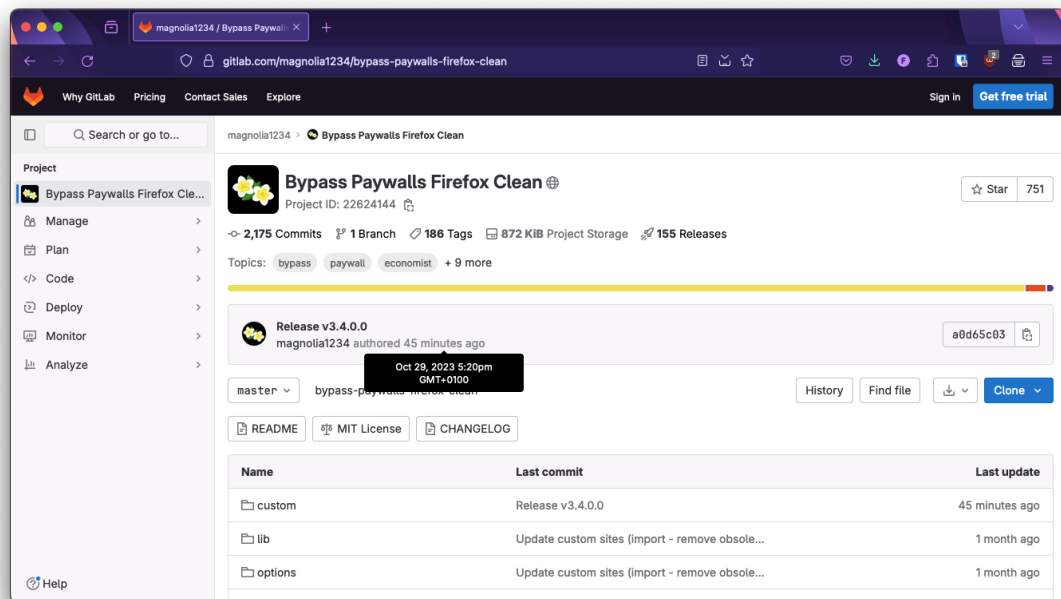 magnolia1234 / Bypass Paywalls
gitlab.com/magnolia1234/bypass-paywalls-firefox-clean
F
2
Why GitLab Pricing Contact Sales Explore
Sign in Get free trial
Search or go to...
magnolia1234 > Bypass Paywalls Firefox Clean
Project
Bypass Paywalls Firefox Cle...
Manage
Plan
Code
Deploy
Monitor
Analyze
Help
Bypass Paywalls Firefox Clean
Project ID: 22624144
Star 751
2,175 Commits 1 Branch 186 Tags 872 KiB Project Storage 155 Releases
Topics: bypass paywall economist + 9 more
Release v3.4.0.0
magnolia1234 authored 45 minutes ago
a0d65c03
Oct 29, 2023 5:20pm
GMT+0100
master bypass-paywalls-firefox-clean
History Find file Clone
README MIT License CHANGELOG
Name Last commit Last update
custom Release v3.4.0.0 45 minutes ago
lib Update custom sites (import - remove obsole... 1 month ago
options Update custom sites (import - remove obsole... 1 month ago